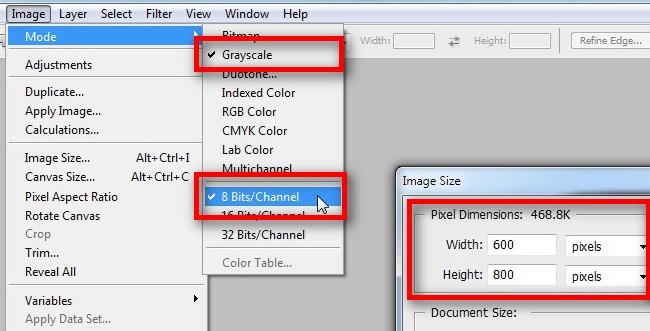 Image Layer Select Filter View Window Help
Mode
Adjustments
Duplicate...
Apply Image...
Calculations...
Image Size... Alt+Ctrl+I
Canvas Size... Alt+Ctrl+C
Pixel Aspect Ratio
Rotate Canvas
Crop
Trim...
Reveal All
Variables
Apply Data Set...
Bitmap
Grayscale
Duotone...
Indexed Color
RGB Color
CMYK Color
Lab Color
Multichannel
8 Bits/Channel
16 Bits/Channel
32 Bits/Channel
Color Table...
Width: Height: Refine Edge...
Image Size
Pixel Dimensions: 468.8K
Width: 600 pixels
Height: 800 pixels
Document Size: